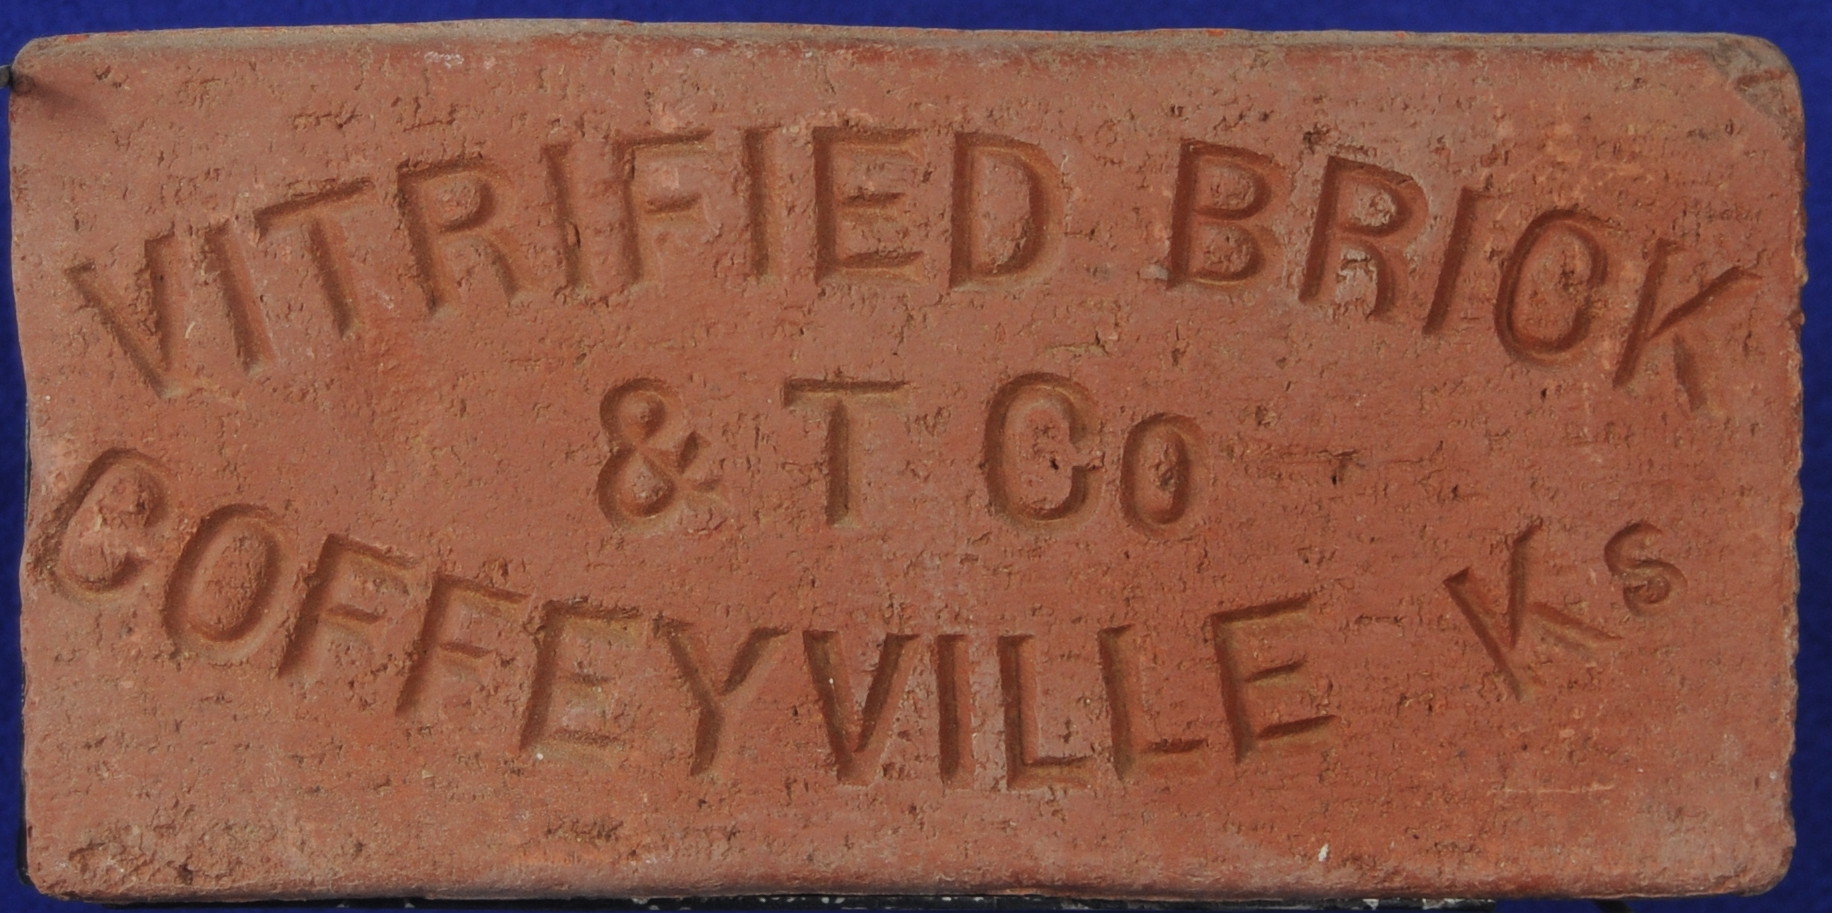 VITRIFIED BRICK
& T Co
COFFEYVILLE Ks